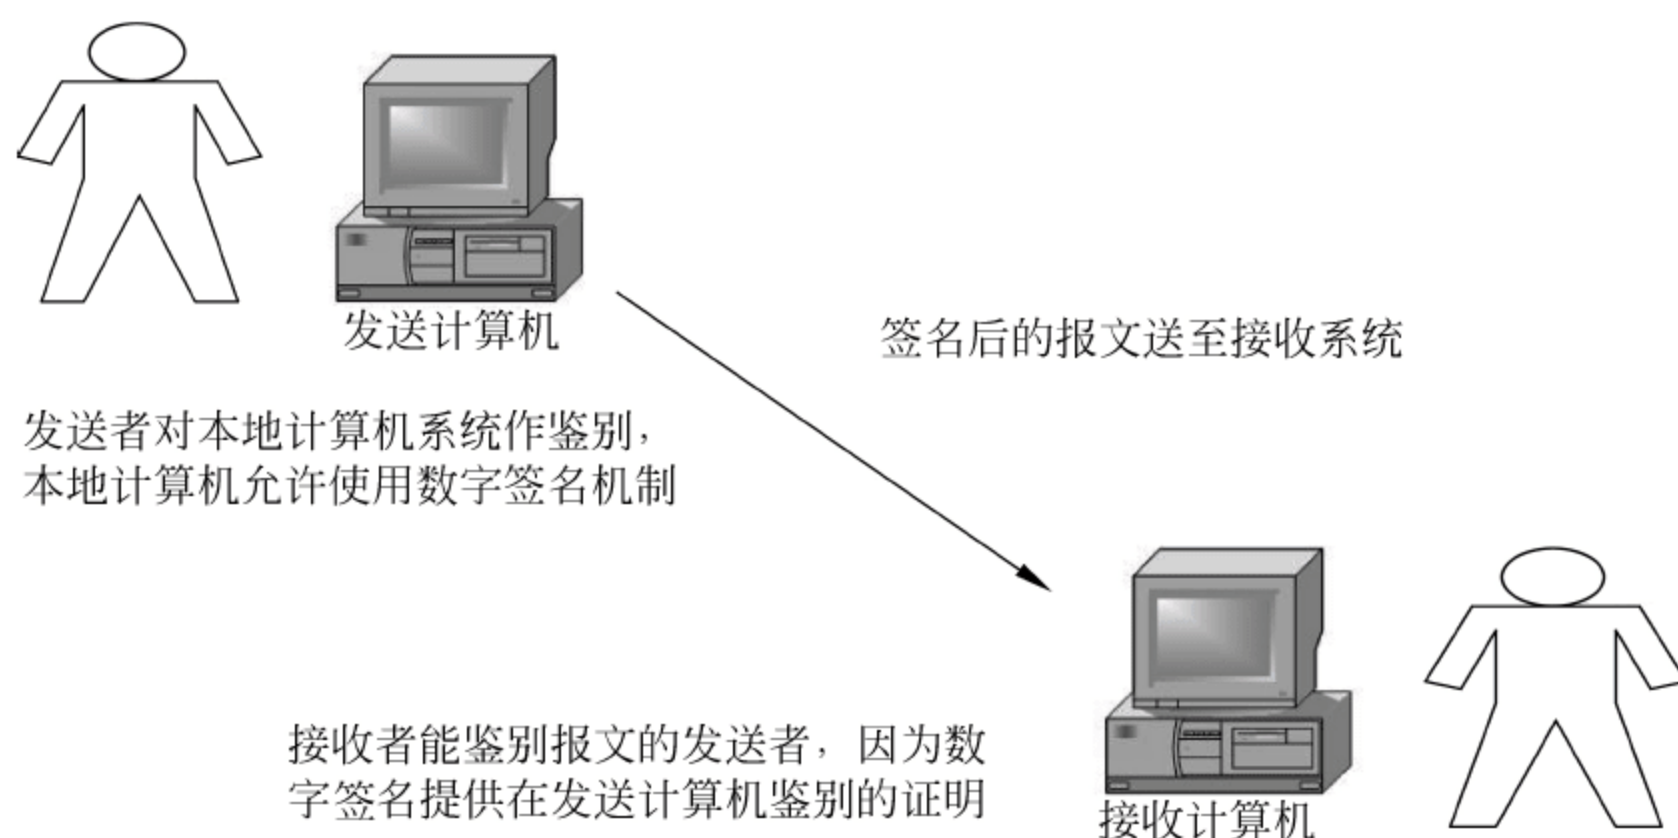 发送计算机
签名后的报文送至接收系统
发送者对本地计算机系统作鉴别，
本地计算机允许使用数字签名机制
接收者能鉴别报文的发送者，因为数
字签名提供在发送计算机鉴别的证明
接收计算机